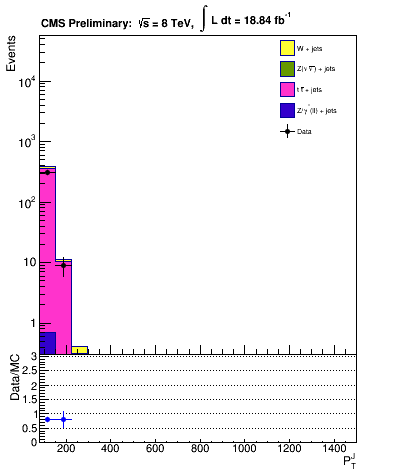 CMS Preliminary: √s = 8 TeV, ∫ L dt = 18.84 fb⁻¹
Events
W + jets
Z(ν ν̅) + jets
t t̅ + jets
Z/γ*(ll) + jets
Data
10⁴
10³
10²
10
1
Data/MC
3
2.5
2
1.5
1
0.5
0
200 400 600 800 1000 1200 1400
P_T^J